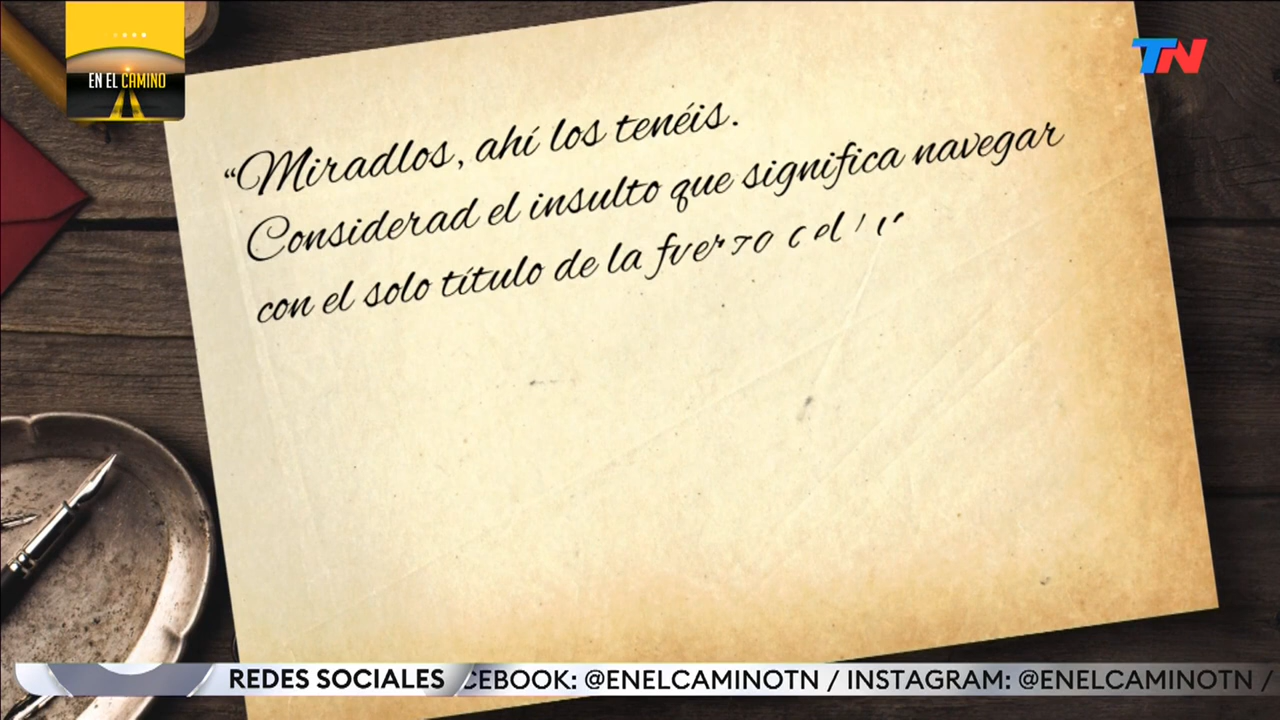 EN EL CAMINO
TN
“Miradlos, ahí los tenéis.
Considerad el insulto que significa navegar
con el solo título de la
REDES SOCIALES
CEBOOK: @ENELCAMINOTN / INSTAGRAM: @ENELCAMINOTN /